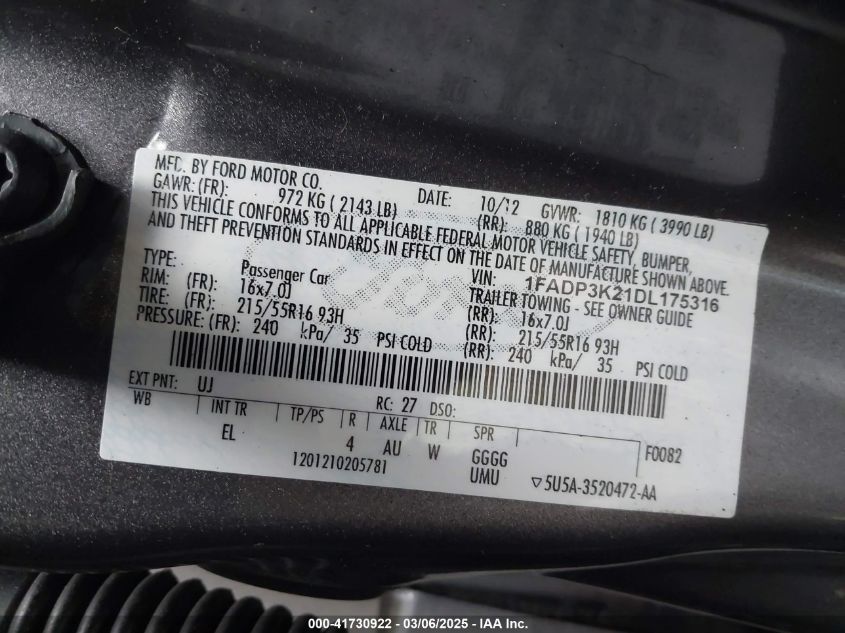 MFD. BY FORD MOTOR CO. DATE: 10/12 GVWR: 1810 KG ( 3990 LB)
GAWR: (FR): 972 KG ( 2143 LB) (RR): 880 KG ( 1940 LB)
THIS VEHICLE CONFORMS TO ALL APPLICABLE FEDERAL MOTOR VEHICLE SAFETY, BUMPER,
AND THEFT PREVENTION STANDARDS IN EFFECT ON THE DATE OF MANUFACTURE SHOWN ABOVE.
VIN: 1FADP3K21DL175316
TYPE: Passenger Car TRAILER TOWING - SEE OWNER GUIDE
RIM: (FR): 16x7.0J (RR): 16x7.0J
TIRE: (FR): 215/55R16 93H (RR): 215/55R16 93H
PRESSURE: (FR): 240 kPa/ 35 PSI COLD (RR): 240 kPa/ 35 PSI COLD
EXT PNT: UJ RC: 27 DSO:
WB INT TR TP/PS R AXLE TR SPR F0082
EL 4 AU W GGGG
1201210205781 UMU ▽5U5A-3520472-AA
000-41730922 - 03/06/2025 - IAA Inc.